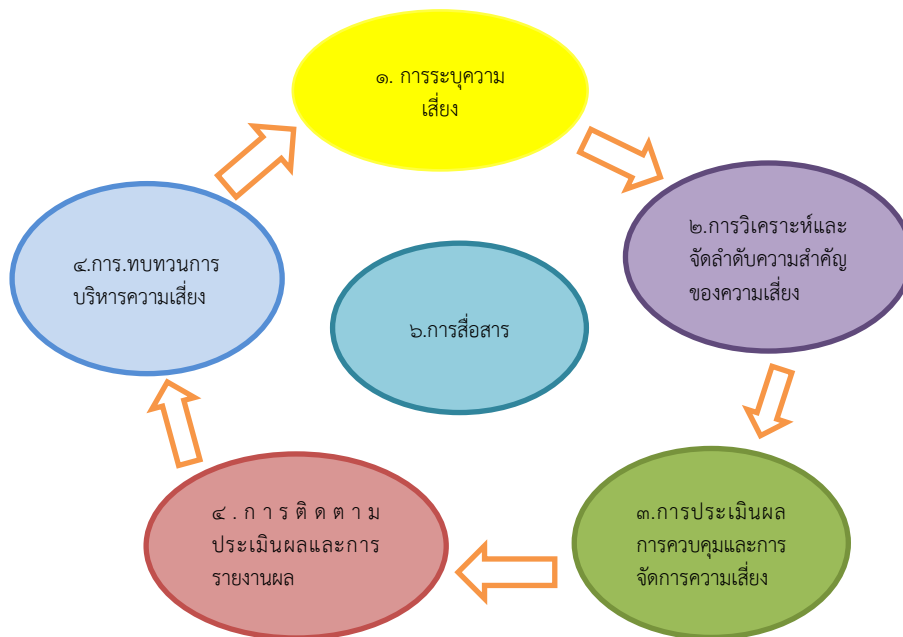 ๑. การระบุความ
เสี่ยง
๒.การวิเคราะห์และ
จัดลำดับความสำคัญ
ของความเสี่ยง
๓.การประเมินผล
การควบคุมและการ
จัดการความเสี่ยง
๔ . ก า ร ติ ด ต า ม
ประเมินผลและการ
รายงานผล
๔.การ.ทบทวนการ
บริหารความเสี่ยง
๖.การสื่อสาร